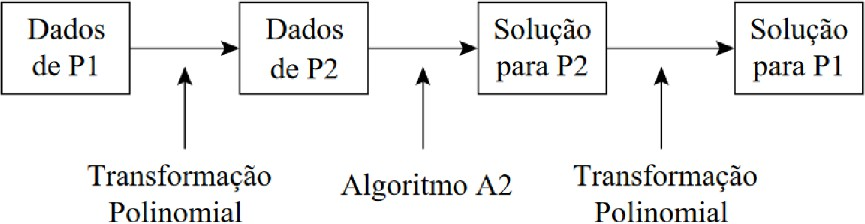 Dados
de P1
Dados
de P2
Solução
para P2
Solução
para P1
Transformação
Polinomial
Algoritmo A2
Transformação
Polinomial